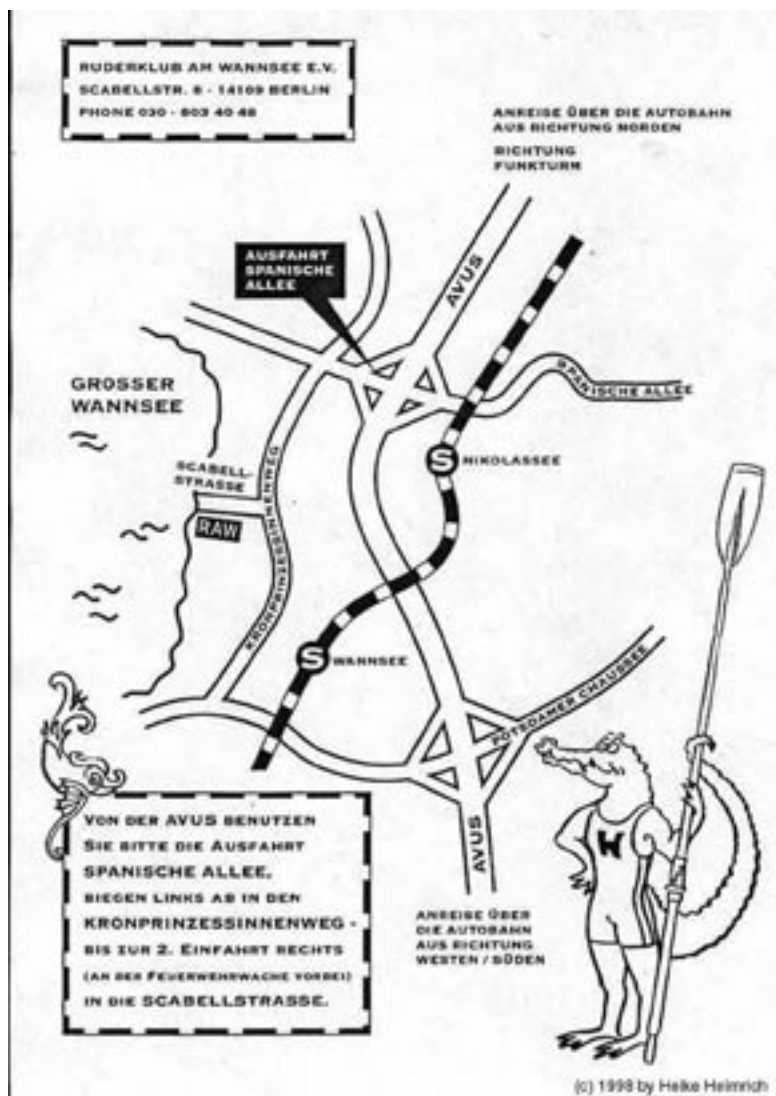 RUDERKLUB AM WANNSEE E.V.
SCABELLSTR. 8 - 14109 BERLIN
PHONE 030 - 803 40 48
ANREISE ÜBER DIE AUTOBAHN
AUS RICHTUNG NORDEN
RICHTUNG
FUNKTURM
AUSFAHRT
SPANISCHE
ALLEE
AVUS
GROSSER
WANNSEE
SPANISCHE ALLEE
SCABELL-
STRASSE
S NIKOLASSEE
RAW
KRONPRINZESSINNENWEG
S WANNSEE
POTSDAMER CHAUSSEE
H
VON DER AVUS BENUTZEN
SIE BITTE DIE AUSFAHRT
SPANISCHE ALLEE,
BIEGEN LINKS AB IN DEN
KRONPRINZESSINNENWEG -
BIS ZUR 2. EINFAHRT RECHTS
(AN DER FEUERWEHRWACHE VORBEI)
IN DIE SCABELLSTRASSE.
AVUS
ANREISE ÜBER
DIE AUTOBAHN
AUS RICHTUNG
WESTEN / SÜDEN
(c) 1998 by Heike Heimrich